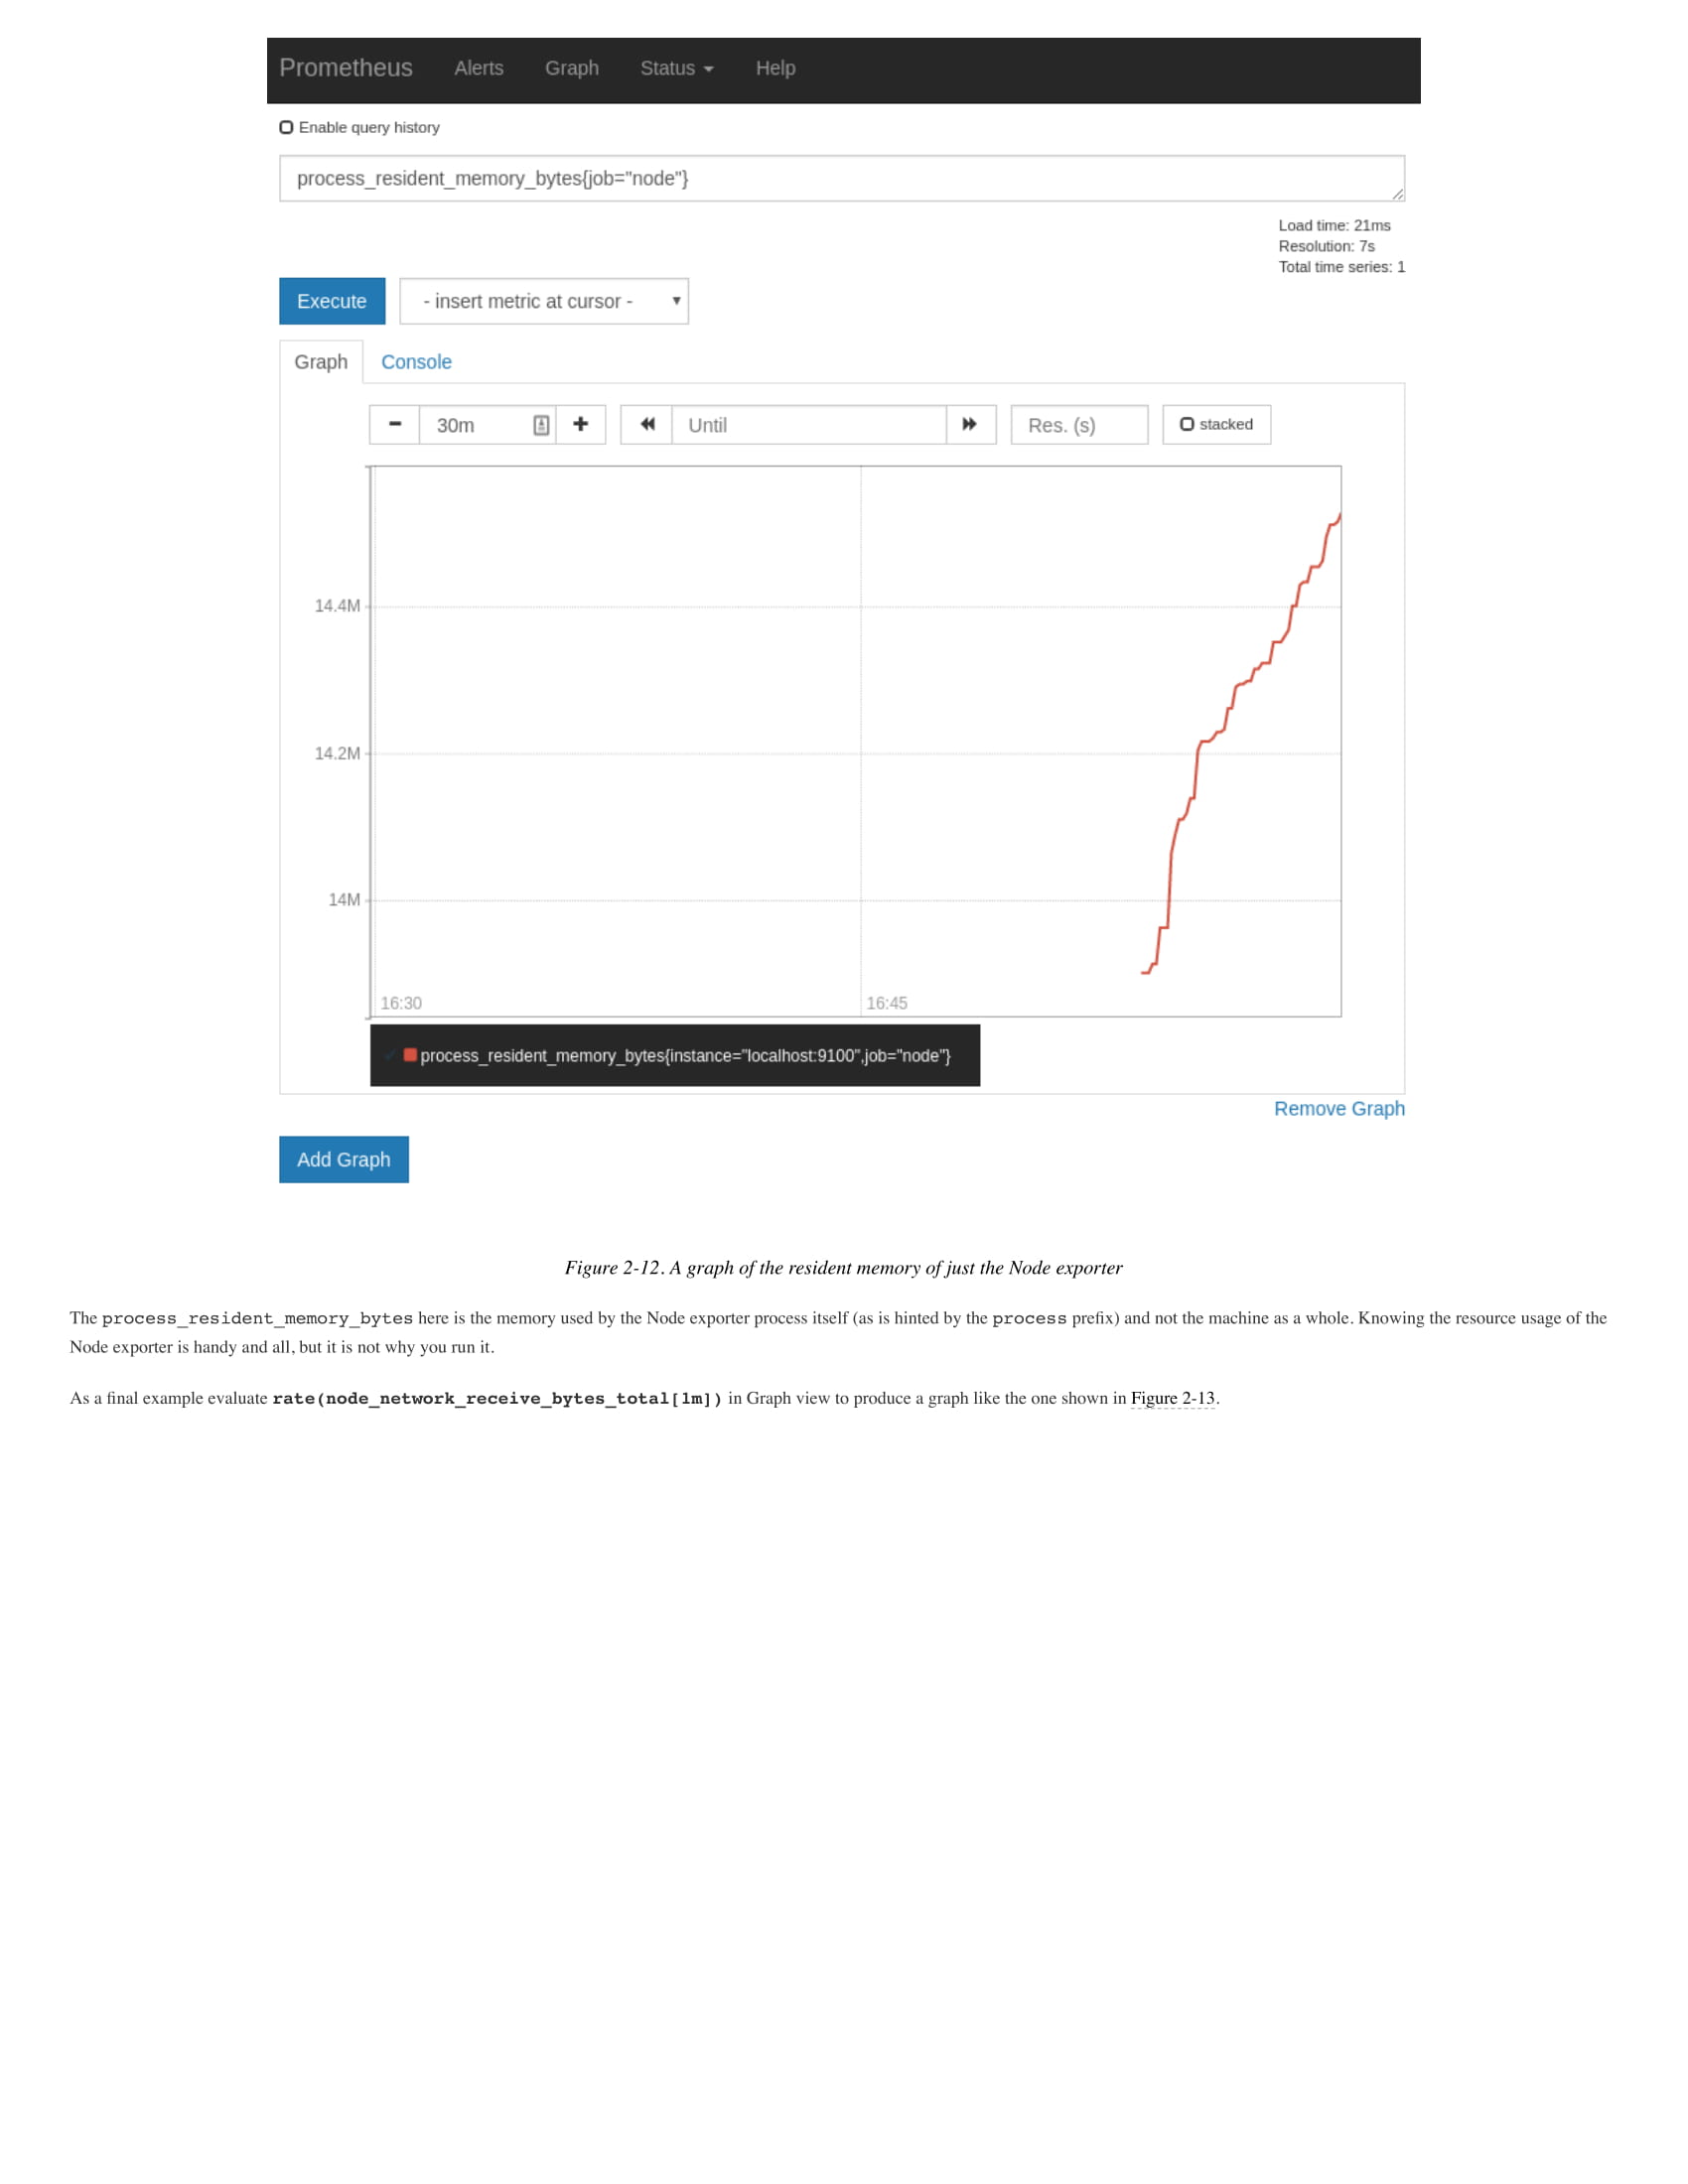 Prometheus Alerts Graph Status Help
Enable query history
process_resident_memory_bytes{job="node"}
Load time: 21ms
Resolution: 7s
Total time series: 1
Execute - insert metric at cursor -
Graph Console
30m Until Res. (s) stacked
14.4M
14.2M
14M
16:30 16:45
process_resident_memory_bytes{instance="localhost:9100",job="node"}
Remove Graph
Add Graph
Figure 2-12. A graph of the resident memory of just the Node exporter
The process_resident_memory_bytes here is the memory used by the Node exporter process itself (as is hinted by the process prefix) and not the machine as a whole. Knowing the resource usage of the
Node exporter is handy and all, but it is not why you run it.
As a final example evaluate rate(node_network_receive_bytes_total[1m]) in Graph view to produce a graph like the one shown in Figure 2-13.